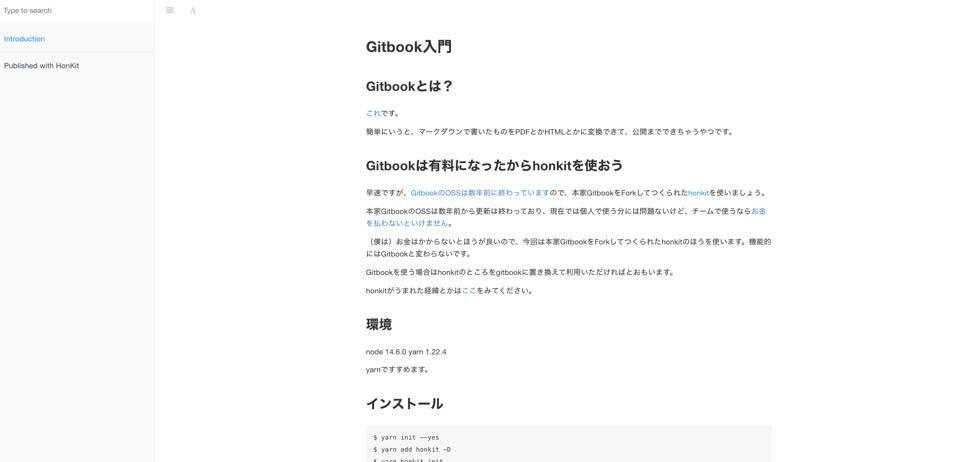 Type to search
Introduction
Published with HonKit
A
Gitbook入門
Gitbookとは？
これです。
簡単にいうと、マークダウンで書いたものをPDFとかHTMLとかに変換できて、公開までできちゃうやつです。
Gitbookは有料になったからhonkitを使おう
早速ですが、GitbookのOSSは数年前に終わっていますので、本家GitbookをForkしてつくられたhonkitを使いましょう。
本家GitbookのOSSは数年前から更新は終わっており、現在では個人で使う分には問題ないけど、チームで使うならお金
を払わないといけません。
（僕は）お金はかからないとほうが良いので、今回は本家GitbookをForkしてつくられたhonkitのほうを使います。機能的
にはGitbookと変わらないです。
Gitbookを使う場合はhonkitのところをgitbookに置き換えて利用いただければとおもいます。
honkitがうまれた経緯とかはここをみてください。
環境
node 14.6.0 yarn 1.22.4
yarnですすめます。
インストール
$ yarn init --yes
$ yarn add honkit -D
$ yarn honkit init